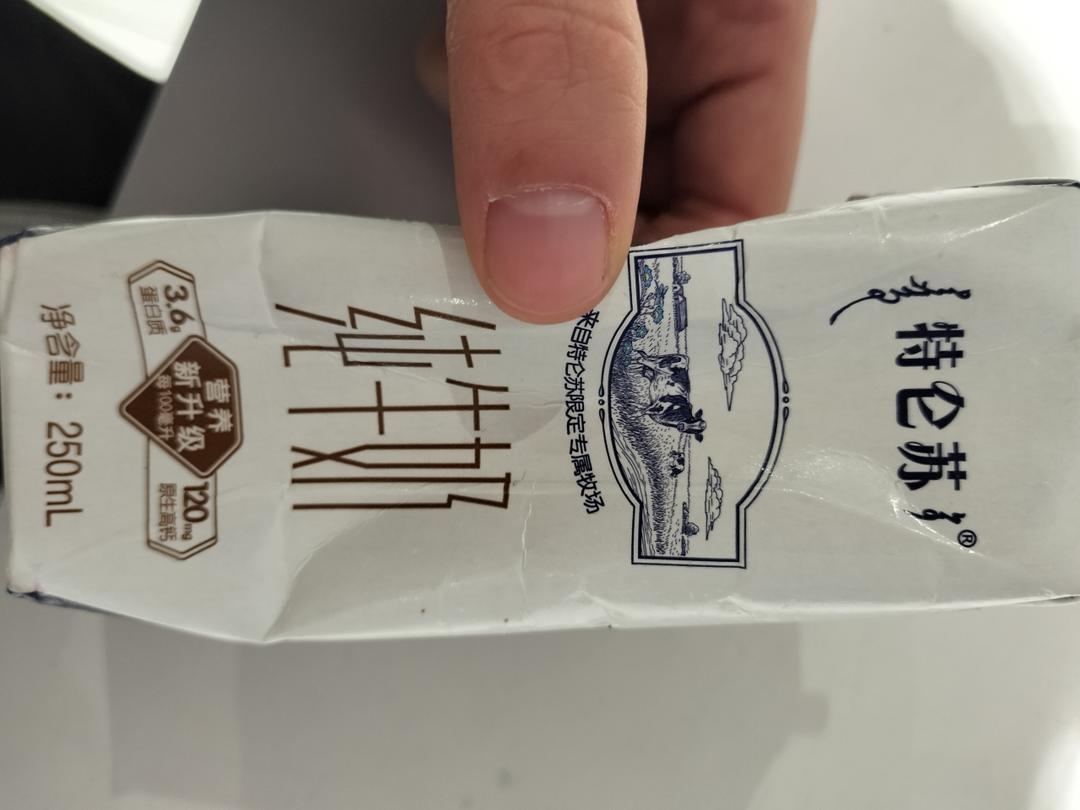 特仑苏®
来自特仑苏限定专属牧场
纯牛奶
营养
新升级
每100毫升
3.6g
蛋白质
120mg
原生高钙
净含量：250mL